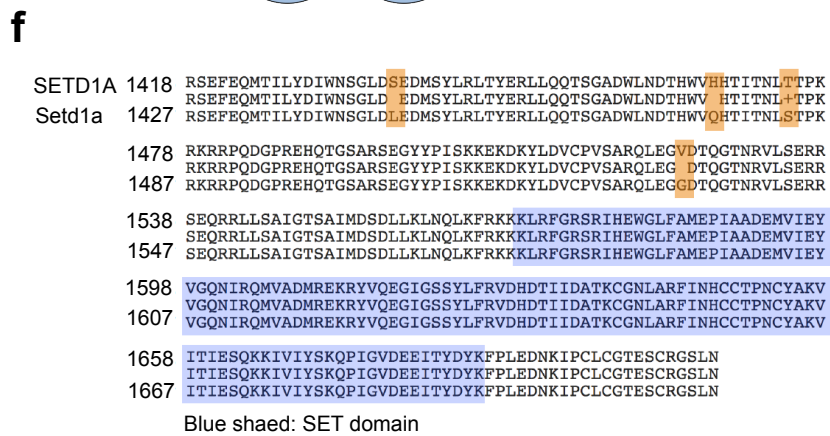 f
SETD1A 1418 RSEFEQMTILYDIWNSGLDSEDMSYLRLTYERLLQQTSGADWLNDTHWVHHTITNLTTPK
RSEFEQMTILYDIWNSGLD EDMSYLRLTYERLLQQTSGADWLNDTHWV HTITNL+TPK
Setd1a 1427 RSEFEQMTILYDIWNSGLDLEDMSYLRLTYERLLQQTSGADWLNDTHWVQHTITNLSTPK
1478 RKRRPQDGPREHQTGSARSEGYYPISKKEKDKYLDVCPVSARQLEGVDTQGTNRVLSERR
RKRRPQDGPREHQTGSARSEGYYPISKKEKDKYLDVCPVSARQLEG DTQGTNRVLSERR
1487 RKRRPQDGPREHQTGSARSEGYYPISKKEKDKYLDVCPVSARQLEGGDTQGTNRVLSERR
1538 SEQRRLLSAIGTSAIMDSDLLKLNQLKFRKKKLRFGRSRIHEWGLFAMEPIAADEMVIEY
SEQRRLLSAIGTSAIMDSDLLKLNQLKFRKKKLRFGRSRIHEWGLFAMEPIAADEMVIEY
1547 SEQRRLLSAIGTSAIMDSDLLKLNQLKFRKKKLRFGRSRIHEWGLFAMEPIAADEMVIEY
1598 VGQNIRQMVADMREKRYVQEGIGSSYLFRVDHDTIIDATKCGNLARFINHCCTPNCYAKV
VGQNIRQMVADMREKRYVQEGIGSSYLFRVDHDTIIDATKCGNLARFINHCCTPNCYAKV
1607 VGQNIRQMVADMREKRYVQEGIGSSYLFRVDHDTIIDATKCGNLARFINHCCTPNCYAKV
1658 ITIESQKKIVIYSKQPIGVDEEITYDYKFPLEDNKIPCLCGTESCRGSLN
ITIESQKKIVIYSKQPIGVDEEITYDYKFPLEDNKIPCLCGTESCRGSLN
1667 ITIESQKKIVIYSKQPIGVDEEITYDYKFPLEDNKIPCLCGTESCRGSLN
Blue shaed: SET domain